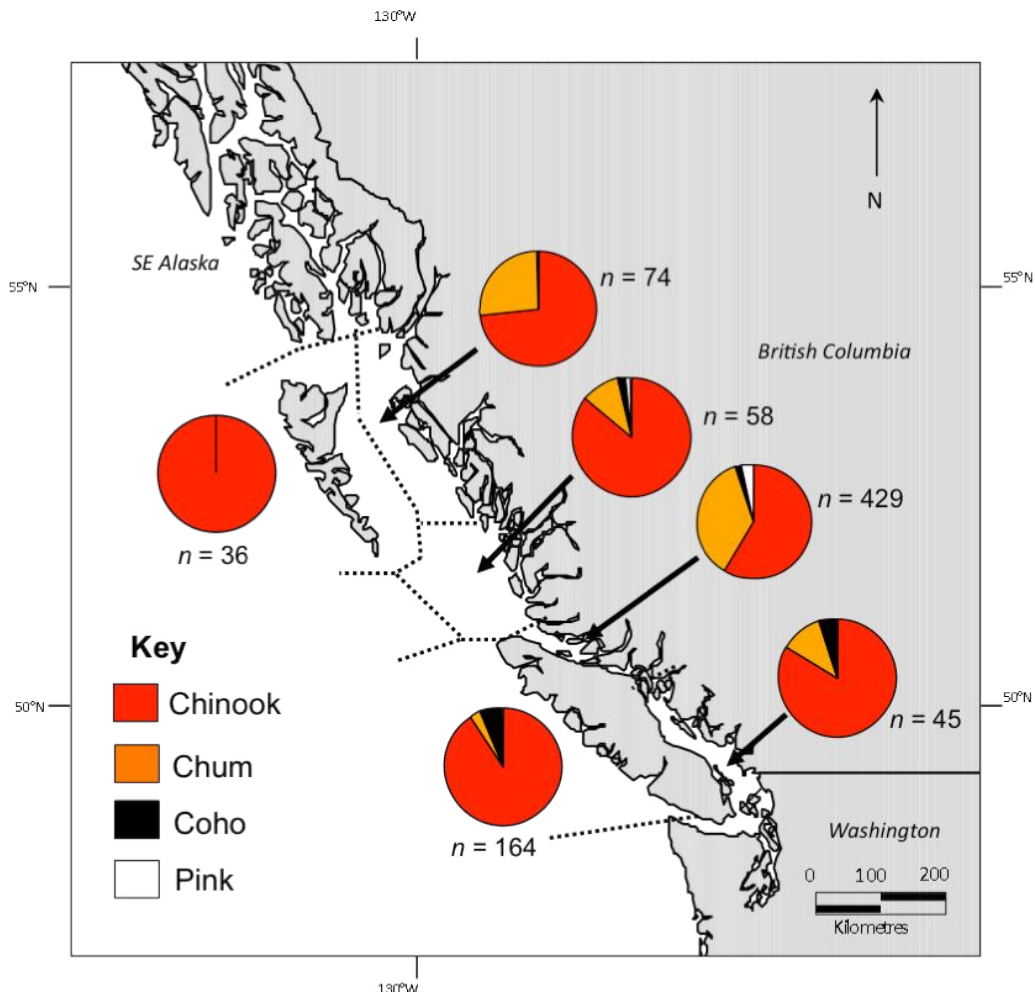 130°W
N
SE Alaska
n = 74
55°N
55°N
British Columbia
n = 58
n = 429
n = 36
Key
Chinook
Chum
Coho
Pink
50°N
50°N
n = 45
n = 164
Washington
0 100 200
Kilometres
130°W